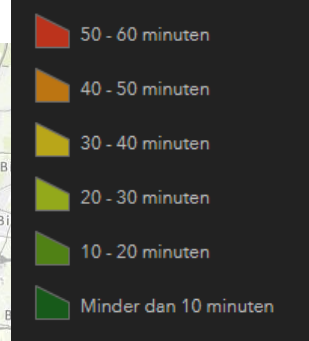 50 - 60 minuten
40 - 50 minuten
30 - 40 minuten
20 - 30 minuten
10 - 20 minuten
Minder dan 10 minuten